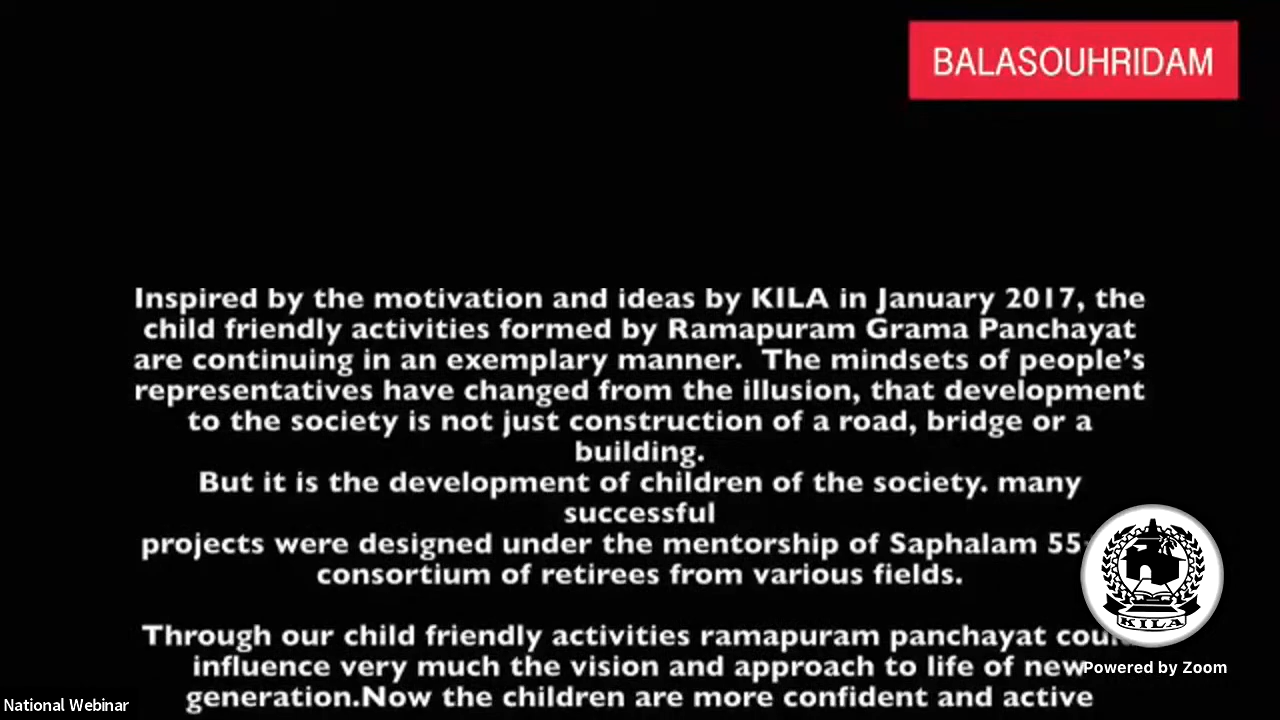 BALASOUHRIDAM
Inspired by the motivation and ideas by KILA in January 2017, the
child friendly activities formed by Ramapuram Grama Panchayat
are continuing in an exemplary manner.  The mindsets of people’s
representatives have changed from the illusion, that development
to the society is not just construction of a road, bridge or a
building.
But it is the development of children of the society. many
successful
projects were designed under the mentorship of Saphalam 55
consortium of retirees from various fields.
Through our child friendly activities ramapuram panchayat
influence very much the vision and approach to life of new
generation.Now the children are more confident and active
KILA
Powered by Zoom
National Webinar